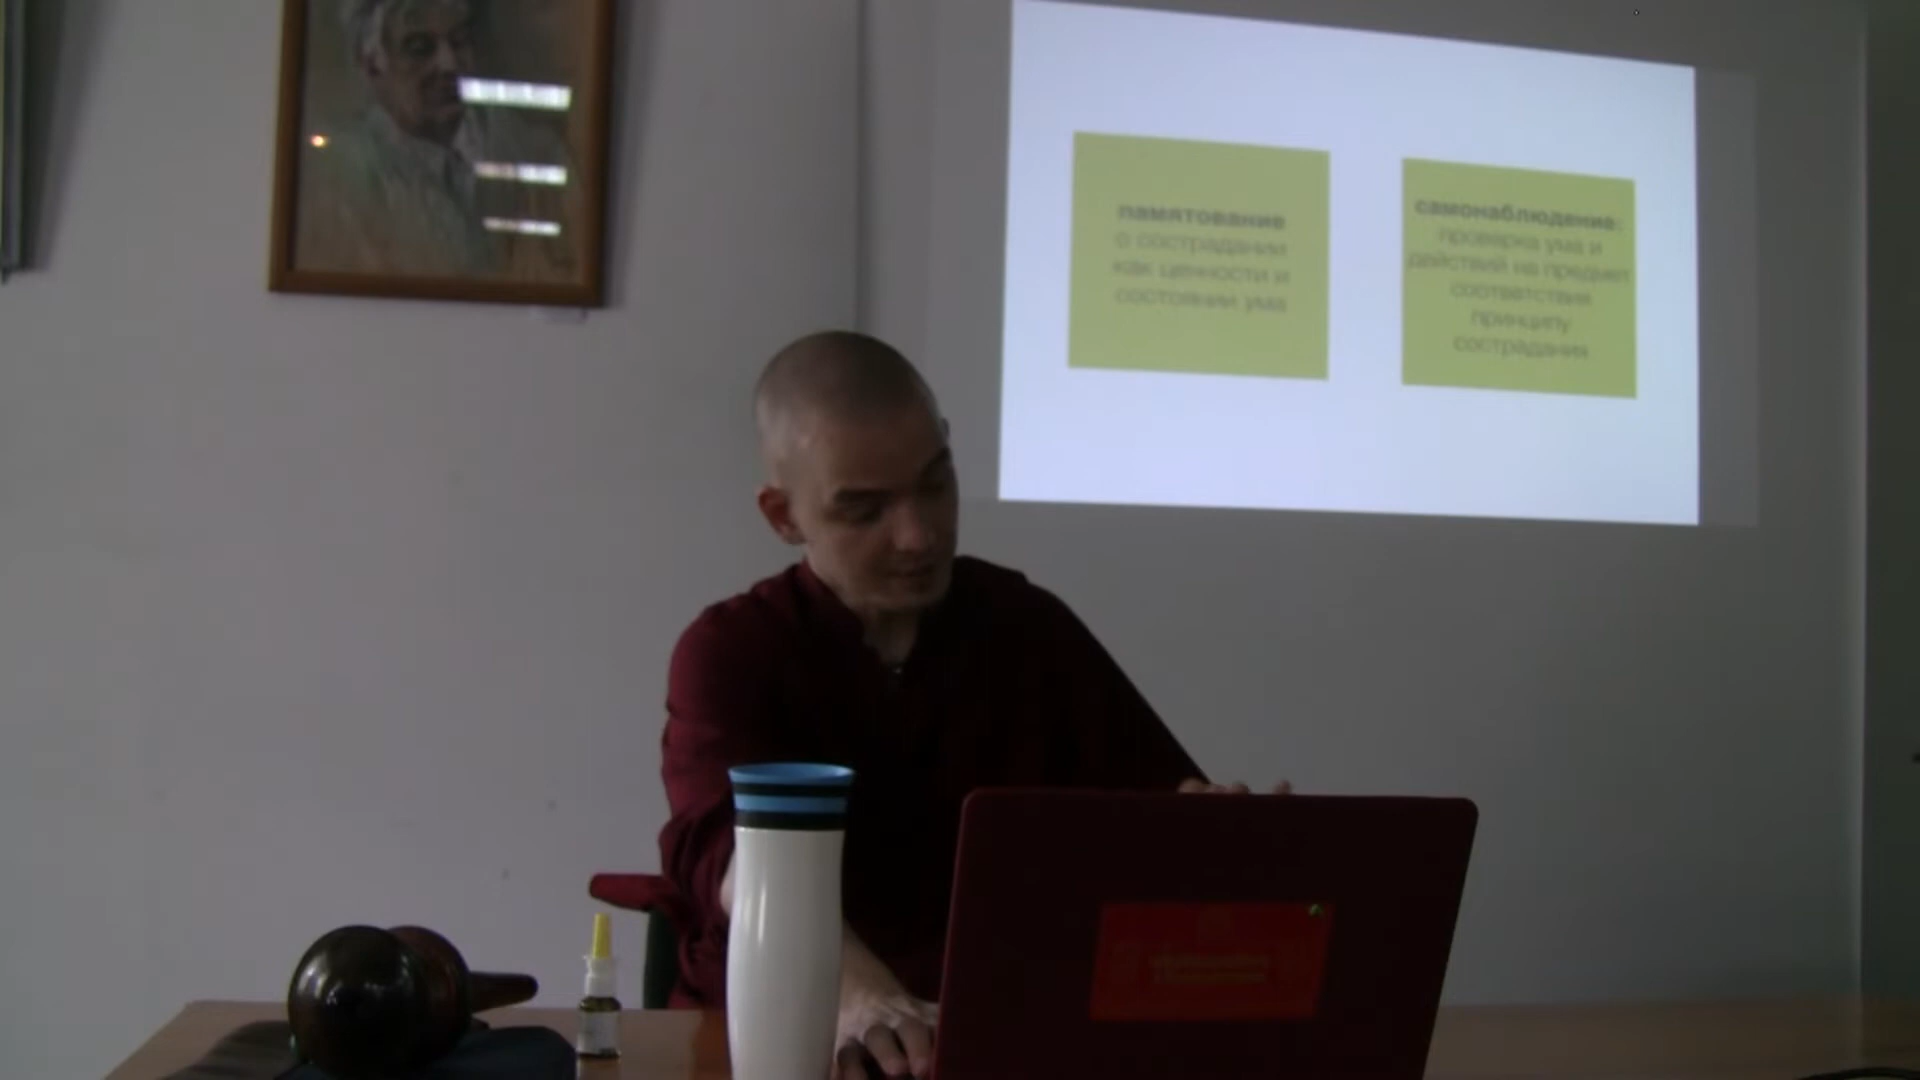 памятование
о сострадании
как ценности и
состоянии ума
самонаблюдение:
проверка ума и
действий на предмет
соответствия
принципу
сострадания